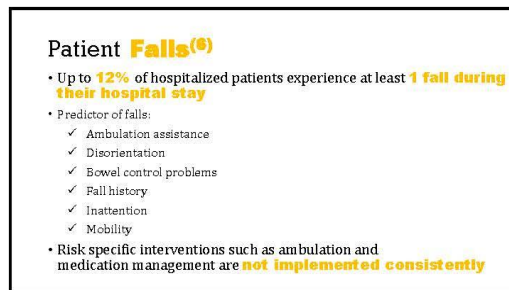 Patient Falls(6)
• Up to 12% of hospitalized patients experience at least 1 fall during
their hospital stay
• Predictor of falls:
✓ Ambulation assistance
✓ Disorientation
✓ Bowel control problems
✓ Fall history
✓ Inattention
✓ Mobility
• Risk specific interventions such as ambulation and
medication management are not implemented consistently